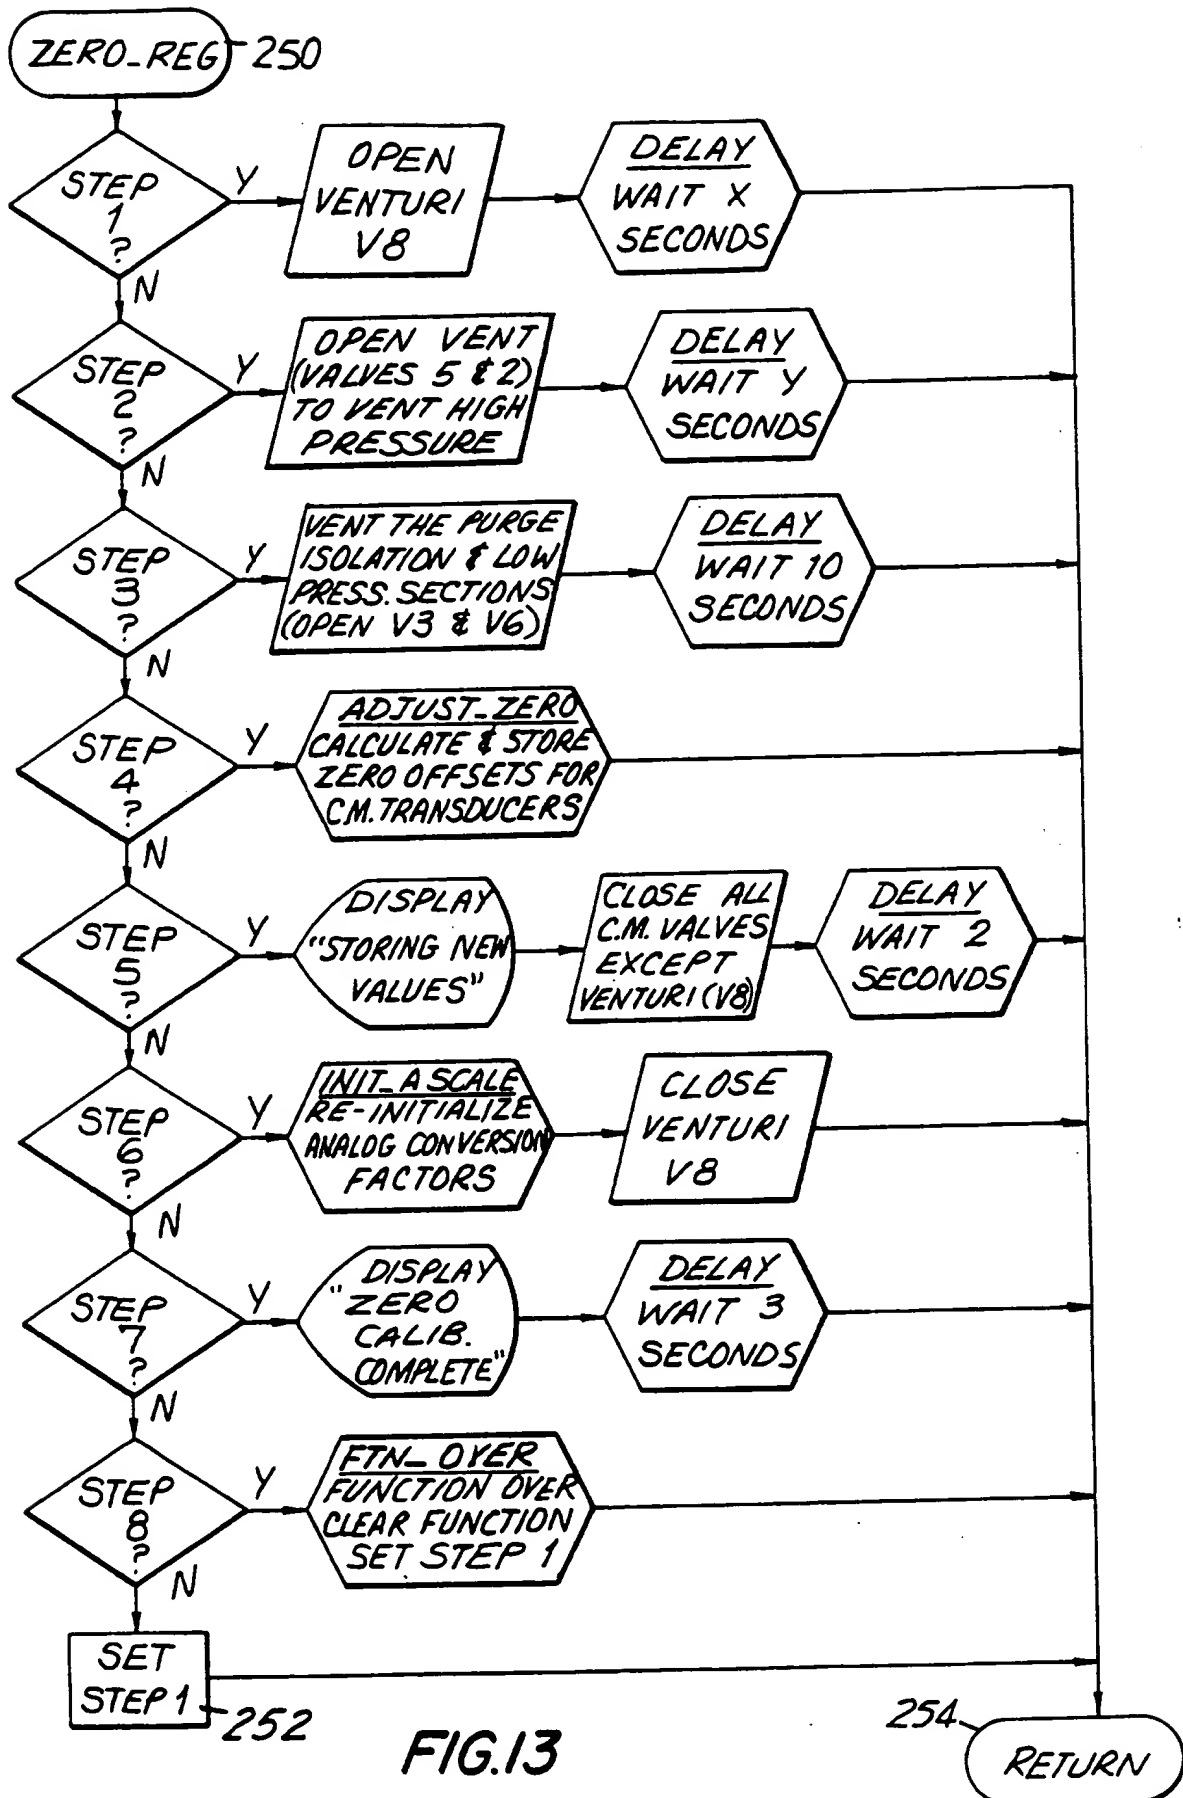 ZERO_REG 250
STEP
1
?
Y
N
OPEN
VENTURI
V8
DELAY
WAIT X
SECONDS
STEP
2
?
Y
N
OPEN VENT
(VALVES 5 & 2)
TO VENT HIGH
PRESSURE
DELAY
WAIT Y
SECONDS
STEP
3
?
Y
N
VENT THE PURGE
ISOLATION & LOW
PRESS. SECTIONS
(OPEN V3 & V6)
DELAY
WAIT 10
SECONDS
STEP
4
?
Y
N
ADJUST_ZERO
CALCULATE & STORE
ZERO OFFSETS FOR
C.M. TRANSDUCERS
STEP
5
?
Y
N
DISPLAY
"STORING NEW
VALUES"
CLOSE ALL
C.M. VALVES
EXCEPT
VENTURI (V8)
DELAY
WAIT 2
SECONDS
STEP
6
?
Y
N
INIT_A SCALE
RE-INITIALIZE
ANALOG CONVERSION
FACTORS
CLOSE
VENTURI
V8
STEP
7
?
Y
N
DISPLAY
"ZERO
CALIB.
COMPLETE"
DELAY
WAIT 3
SECONDS
STEP
8
?
Y
N
FTN_OVER
FUNCTION OVER
CLEAR FUNCTION
SET STEP 1
SET
STEP 1
252
254
RETURN
FIG.13